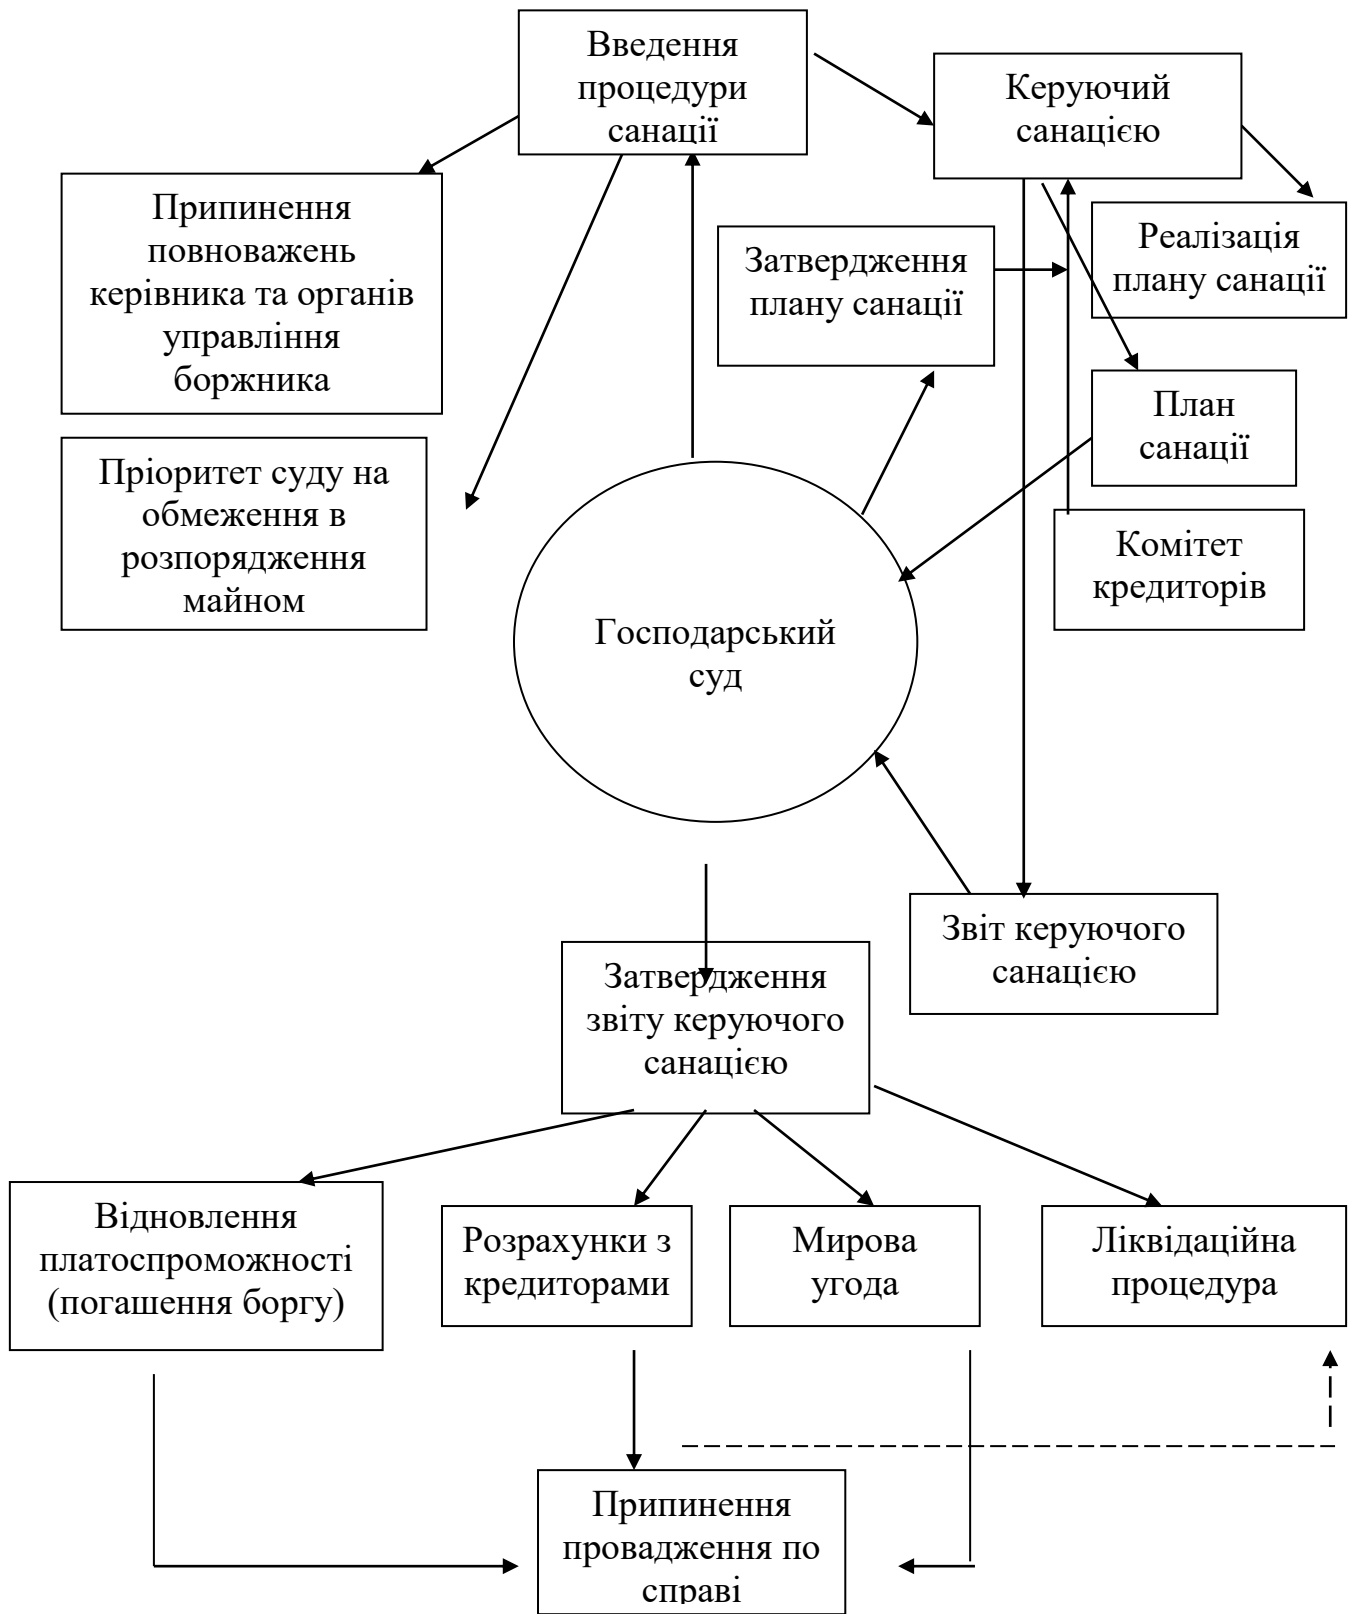 Введення
процедури
санації
Керуючий
санацією
Припинення
повноважень
керівника та органів
управління
боржника
Затвердження
плану санації
Реалізація
плану санації
План
санації
Пріоритет суду на
обмеження в
розпорядження
майном
Комітет
кредиторів
Господарський
суд
Звіт керуючого
санацією
Затвердження
звіту керуючого
санацією
Відновлення
платоспроможності
(погашення боргу)
Розрахунки з
кредиторами
Мирова
угода
Ліквідаційна
процедура
Припинення
провадження по
справі